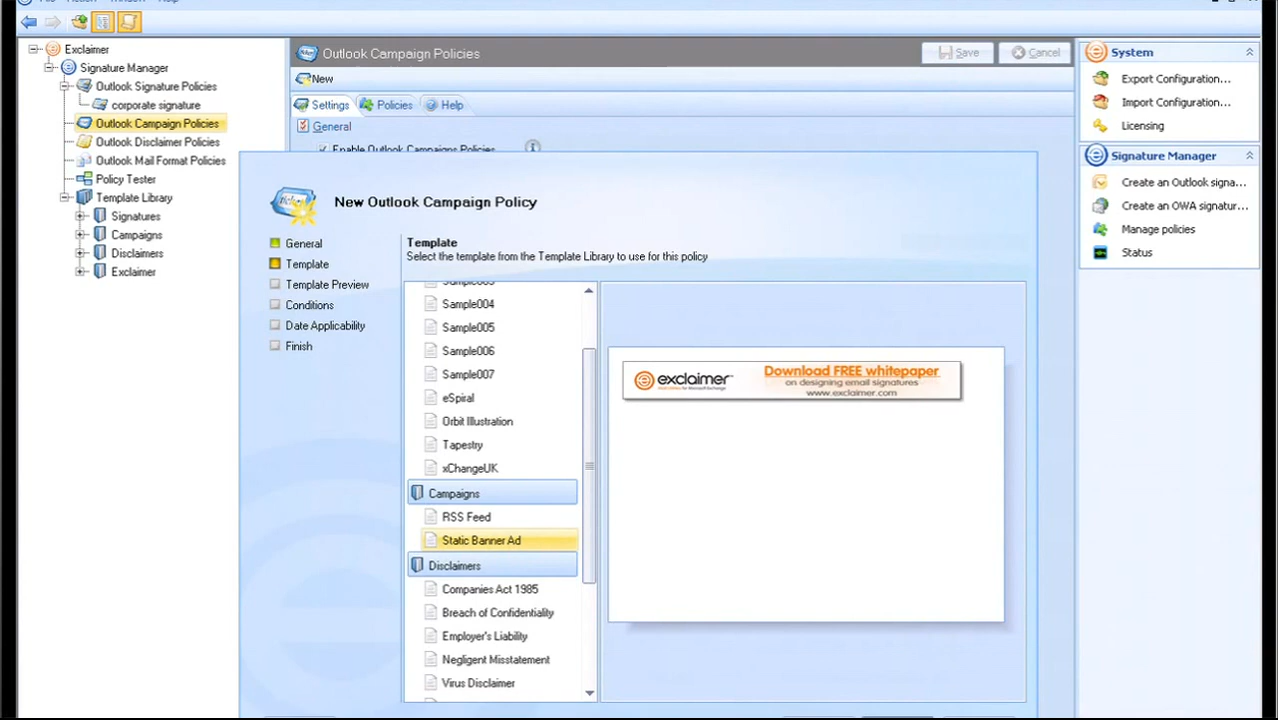 Exclaimer
Signature Manager
Outlook Signature Policies
corporate signature
Outlook Campaign Policies
Outlook Disclaimer Policies
Outlook Mail Format Policies
Policy Tester
Template Library
Signatures
Campaigns
Disclaimers
Exclaimer
Outlook Campaign Policies
Save
Cancel
New
Settings
Policies
Help
General
Enable Outlook Campaigns Policies
New Outlook Campaign Policy
General
Template
Template Preview
Conditions
Date Applicability
Finish
Template
Select the template from the Template Library to use for this policy
Sample003
Sample004
Sample005
Sample006
Sample007
eSpiral
Orbit Illustration
Tapestry
xChangeUK
Campaigns
RSS Feed
Static Banner Ad
Disclaimers
Companies Act 1985
Breach of Confidentiality
Employer's Liability
Negligent Misstatement
Virus Disclaimer
exclaimer™
Download FREE whitepaper
on designing email signatures
www.exclaimer.com
System
Export Configuration...
Import Configuration...
Licensing
Signature Manager
Create an Outlook signa...
Create an OWA signatur...
Manage policies
Status